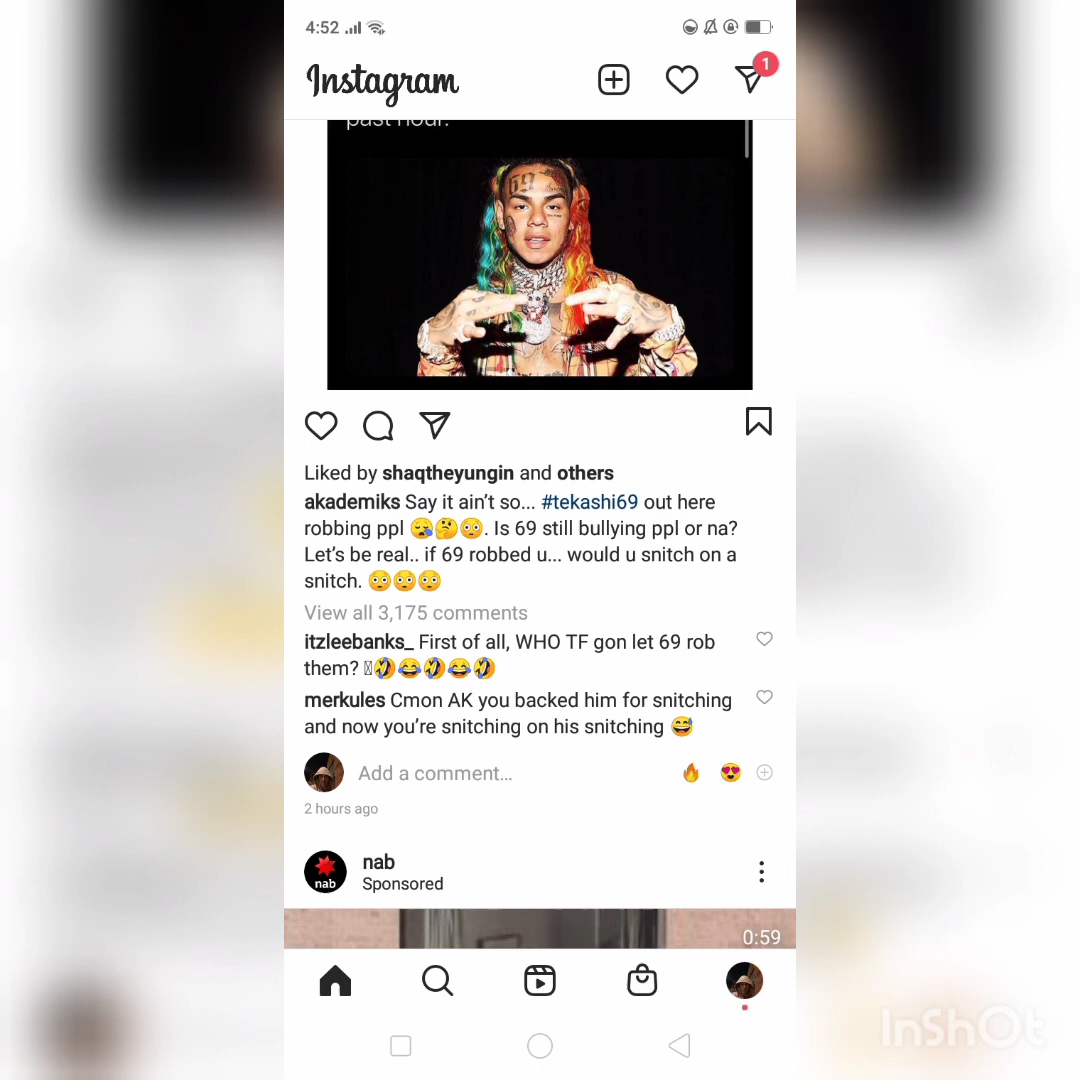 4:52
Instagram
1
past hour.
69
Liked by shaqtheyungin and others
akademiks Say it ain't so... #tekashi69 out here
robbing ppl 😪🤔😳. Is 69 still bullying ppl or na?
Let's be real.. if 69 robbed u... would u snitch on a
snitch. 😳😳😳
View all 3,175 comments
itzleebanks_ First of all, WHO TF gon let 69 rob
them? 🤣😂🤣😂🤣
merkules Cmon AK you backed him for snitching
and now you're snitching on his snitching 😅
Add a comment...
2 hours ago
nab
nab
Sponsored
0:59
InShOt